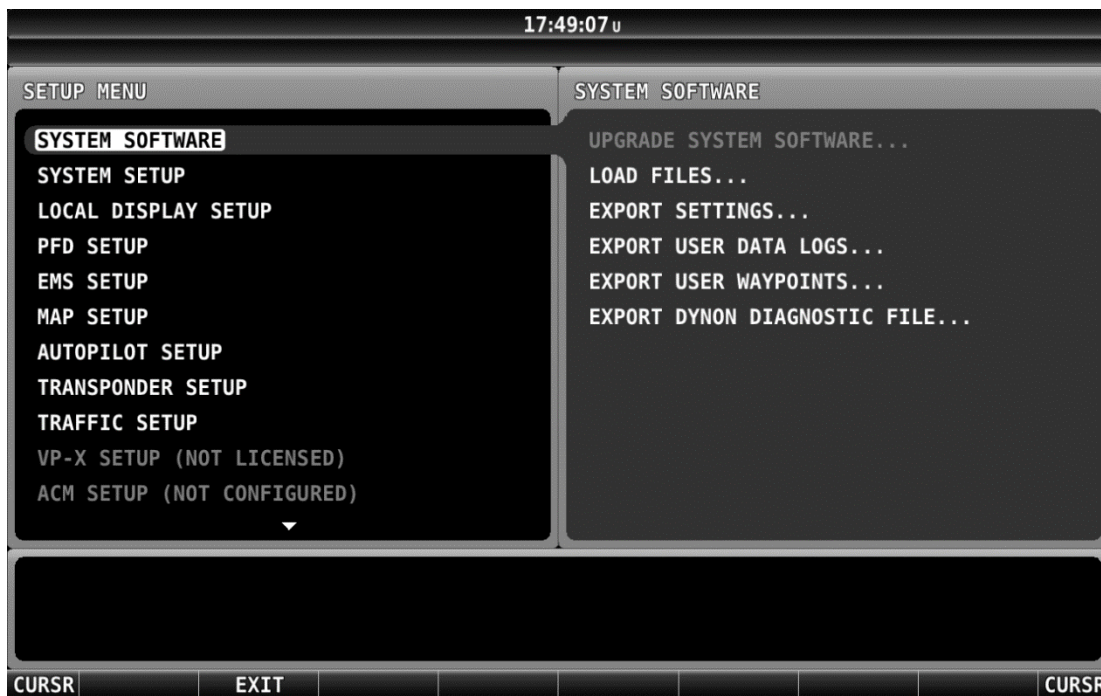 17:49:07 U
SETUP MENU
SYSTEM SOFTWARE
SYSTEM SETUP
LOCAL DISPLAY SETUP
PFD SETUP
EMS SETUP
MAP SETUP
AUTOPILOT SETUP
TRANSPONDER SETUP
TRAFFIC SETUP
VP-X SETUP (NOT LICENSED)
ACM SETUP (NOT CONFIGURED)
SYSTEM SOFTWARE
UPGRADE SYSTEM SOFTWARE...
LOAD FILES...
EXPORT SETTINGS...
EXPORT USER DATA LOGS...
EXPORT USER WAYPOINTS...
EXPORT DYNON DIAGNOSTIC FILE...
CURSR EXIT CURSR